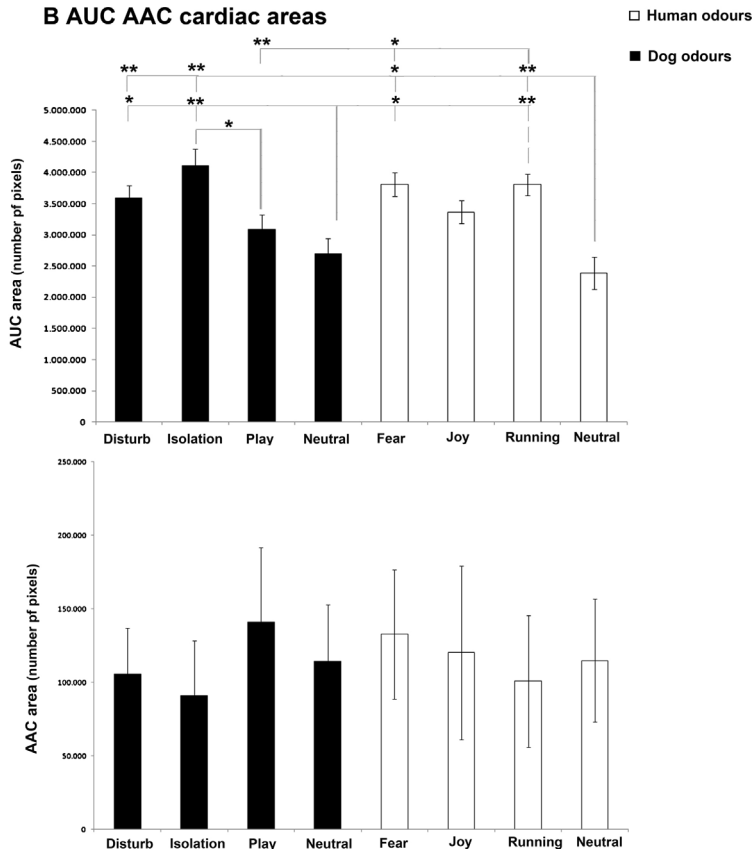 B AUC AAC cardiac areas
Human odours
Dog odours
** *
** ** * **
* ** * **
*
AUC area (number pf pixels)
5.000.000
4.500.000
4.000.000
3.500.000
3.000.000
2.500.000
2.000.000
1.500.000
1.000.000
500.000
0
Disturb Isolation Play Neutral Fear Joy Running Neutral
AAC area (number pf pixels)
250.000
200.000
150.000
100.000
50.000
0
Disturb Isolation Play Neutral Fear Joy Running Neutral